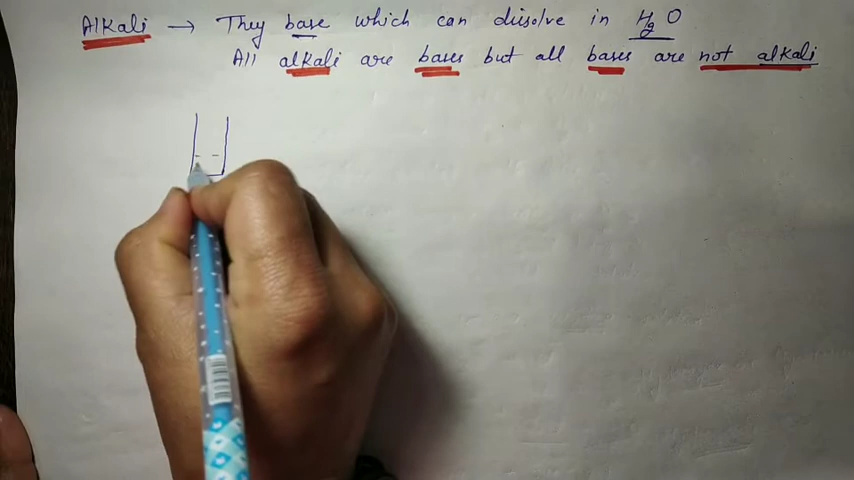 Alkali → They base which can dissolve in H2O
All alkali are bases but all bases are not alkali